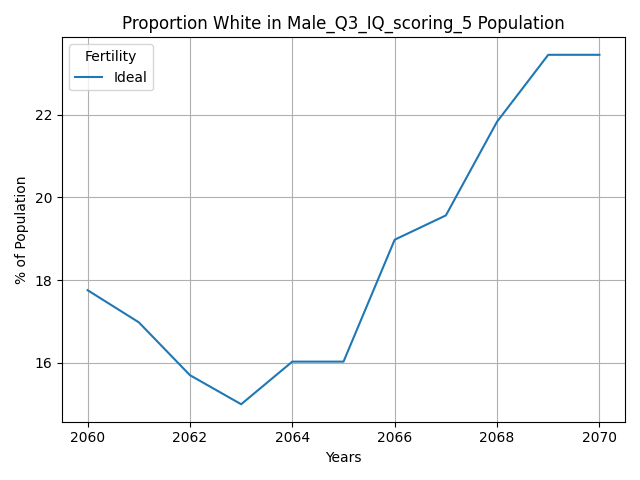 Proportion White in Male_Q3_IQ_scoring_5 Population
Fertility
Ideal
% of Population
22
20
18
16
2060 2062 2064 2066 2068 2070
Years